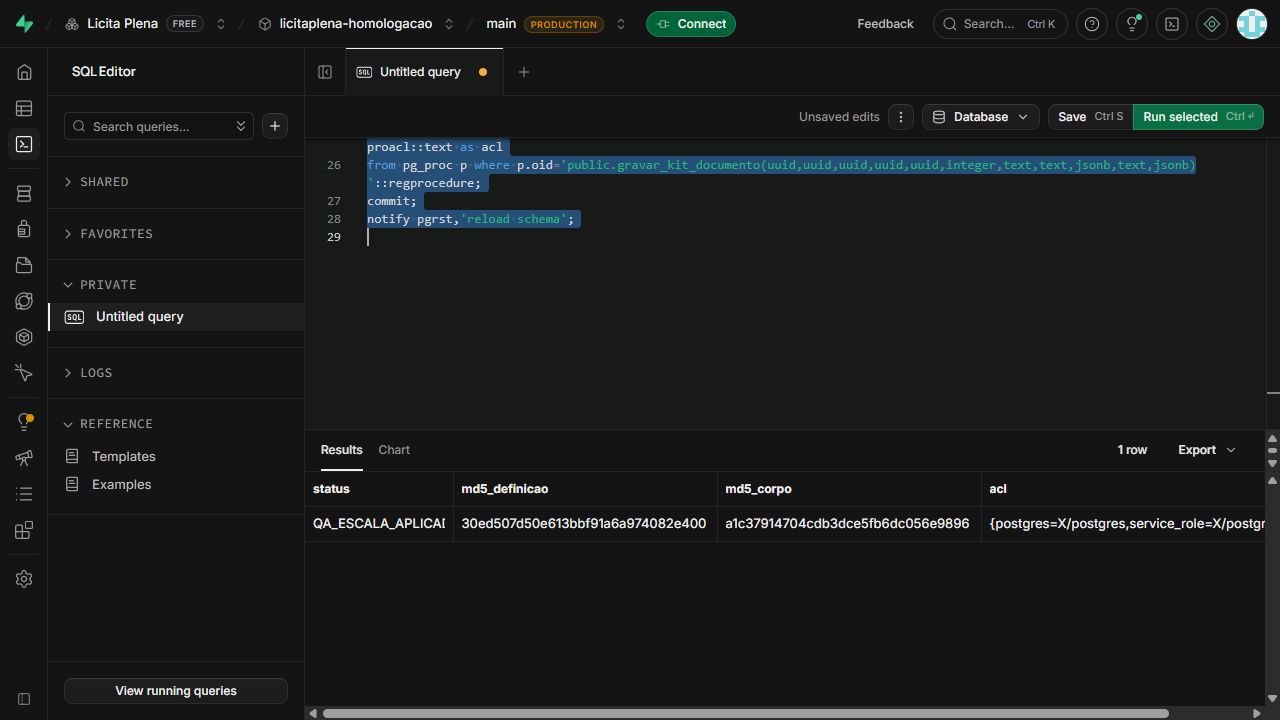 Licita Plena FREE licitaplena-homologacao main PRODUCTION Connect Feedback Search... Ctrl K
SQL Editor
Untitled query
Search queries...
Unsaved edits Database Save Ctrl S Run selected Ctrl ↵
SHARED
FAVORITES
PRIVATE
SQL Untitled query
LOGS
REFERENCE
Templates
Examples
View running queries
proacl::text as acl
26 from pg_proc p where p.oid='public.gravar_kit_documento(uuid,uuid,uuid,uuid,uuid,integer,text,text,jsonb,text,jsonb)
'::regprocedure;
27 commit;
28 notify pgrst,'reload schema';
29
Results Chart 1 row Export
status md5_definicao md5_corpo acl
QA_ESCALA_APLICAD 30ed507d50e613bbf91a6a974082e400 a1c37914704cdb3dce5fb6dc056e9896 {postgres=X/postgres,service_role=X/postgr